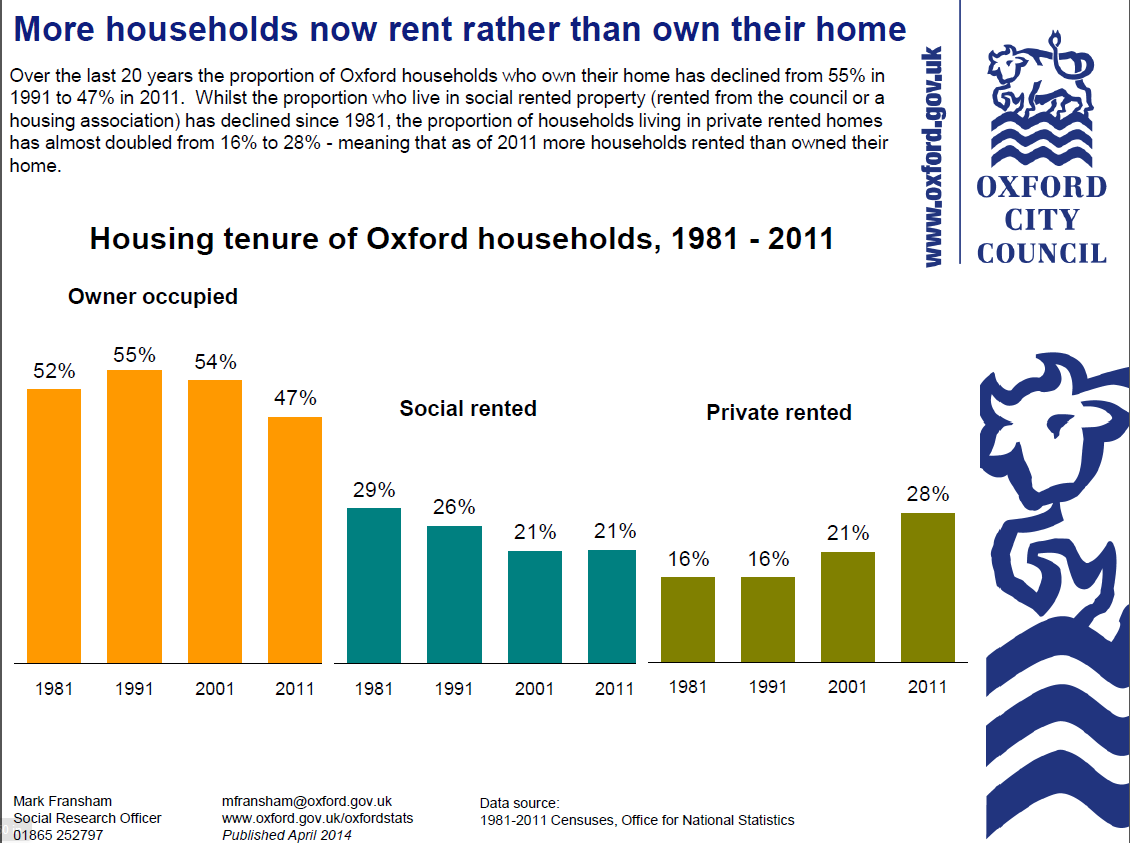 More households now rent rather than own their home
Over the last 20 years the proportion of Oxford households who own their home has declined from 55% in
1991 to 47% in 2011.  Whilst the proportion who live in social rented property (rented from the council or a
housing association) has declined since 1981, the proportion of households living in private rented homes
has almost doubled from 16% to 28% - meaning that as of 2011 more households rented than owned their
home.
www.oxford.gov.uk
OXFORD
CITY
COUNCIL
Housing tenure of Oxford households, 1981 - 2011
Owner occupied
52%
55%
54%
47%
1981
1991
2001
2011
Social rented
29%
26%
21%
21%
1981
1991
2001
2011
Private rented
16%
16%
21%
28%
1981
1991
2001
2011
Mark Fransham
Social Research Officer
01865 252797
mfransham@oxford.gov.uk
www.oxford.gov.uk/oxfordstats
Published April 2014
Data source:
1981-2011 Censuses, Office for National Statistics